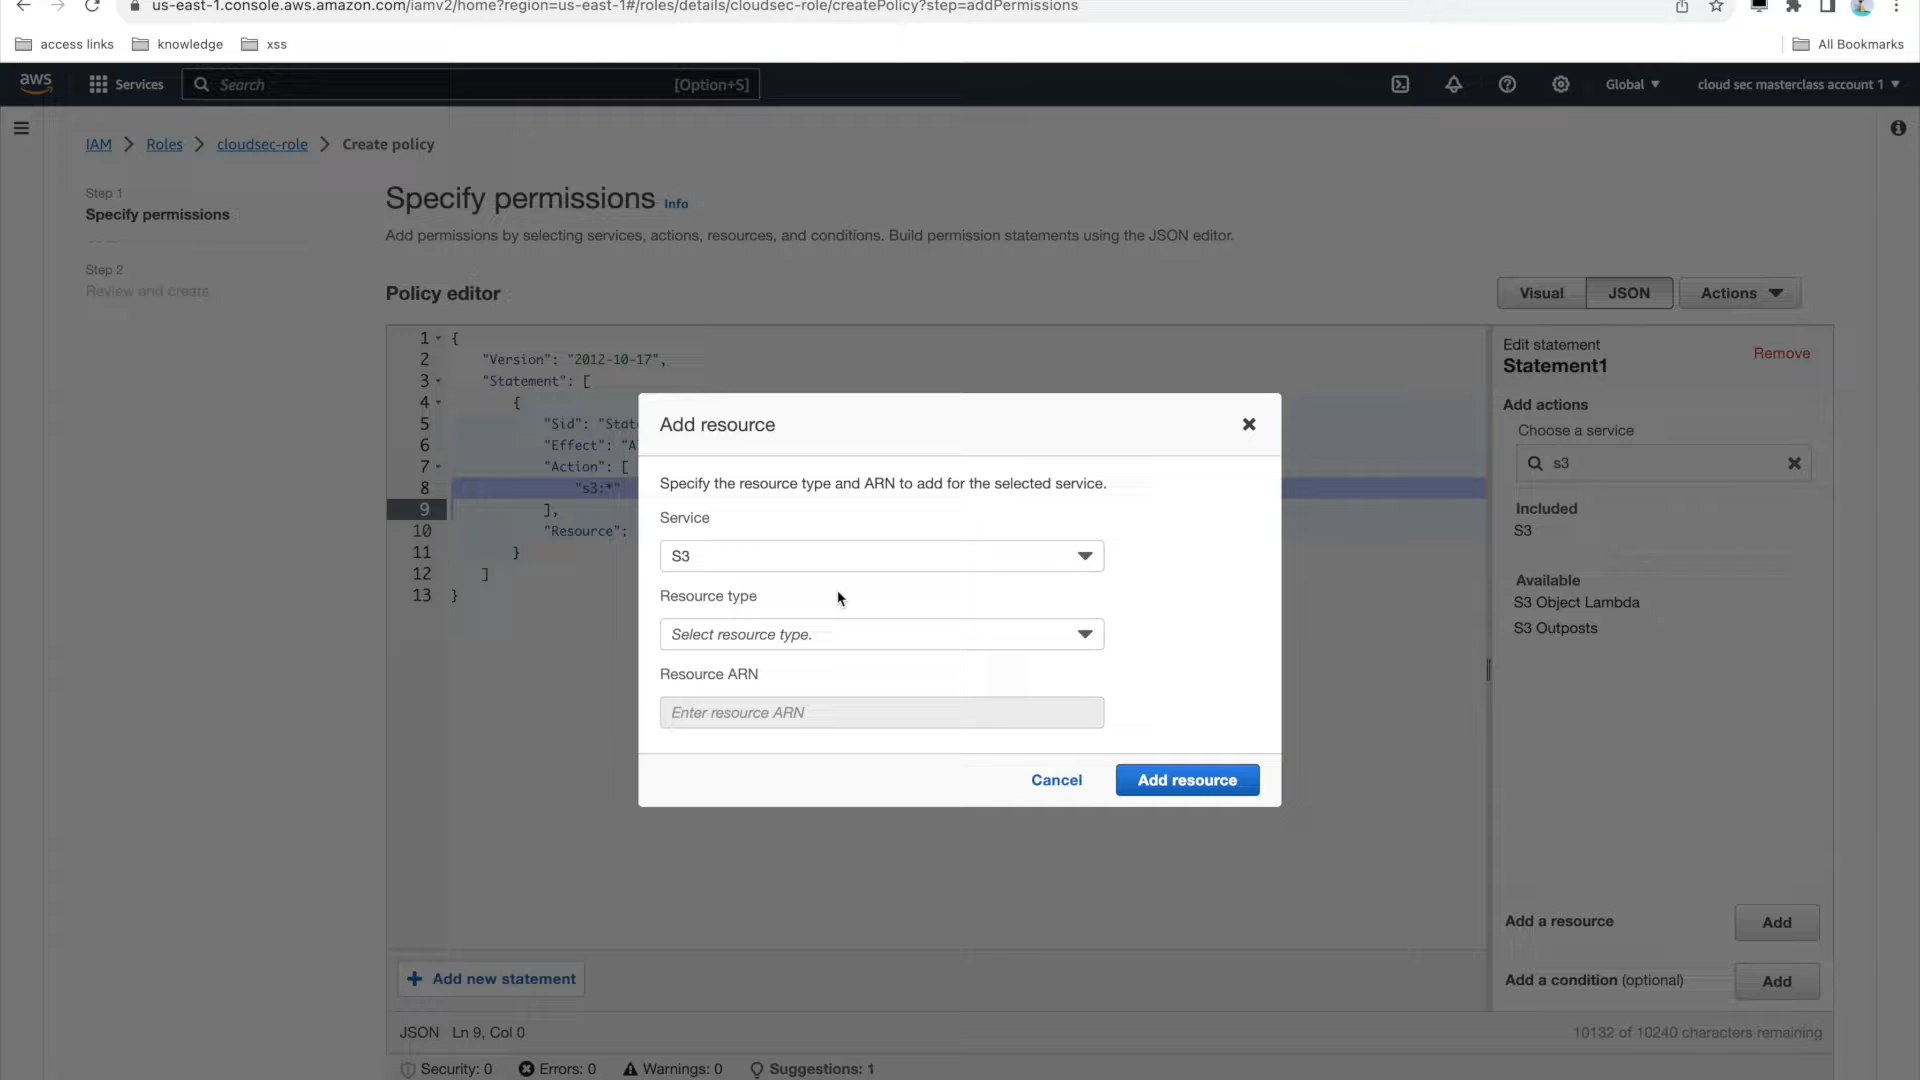 us-east-1.console.aws.amazon.com/iamv2/home?region=us-east-1#/roles/details/cloudsec-role/createPolicy?step=addPermissions
access links knowledge xss All Bookmarks
aws Services Search [Option+S] Global cloud sec masterclass account 1
IAM Roles cloudsec-role Create policy
Step 1
Specify permissions
Step 2
Review and create
Specify permissions Info
Add permissions by selecting services, actions, resources, and conditions. Build permission statements using the JSON editor.
Policy editor
Visual JSON Actions
1 {
2 "Version": "2012-10-17",
3 "Statement": [
4 {
5 "Sid": "State
6 "Effect": "A
7 "Action": [
8 "s3:*"
9 ],
10 "Resource":
11 }
12 ]
13 }
Add resource
Specify the resource type and ARN to add for the selected service.
Service
S3
Resource type
Select resource type.
Resource ARN
Enter resource ARN
Cancel Add resource
Edit statement
Statement1
Remove
Add actions
Choose a service
s3
Included
S3
Available
S3 Object Lambda
S3 Outposts
Add a resource Add
Add a condition (optional) Add
Add new statement
JSON Ln 9, Col 0
10132 of 10240 characters remaining
Security: 0 Errors: 0 Warnings: 0 Suggestions: 1